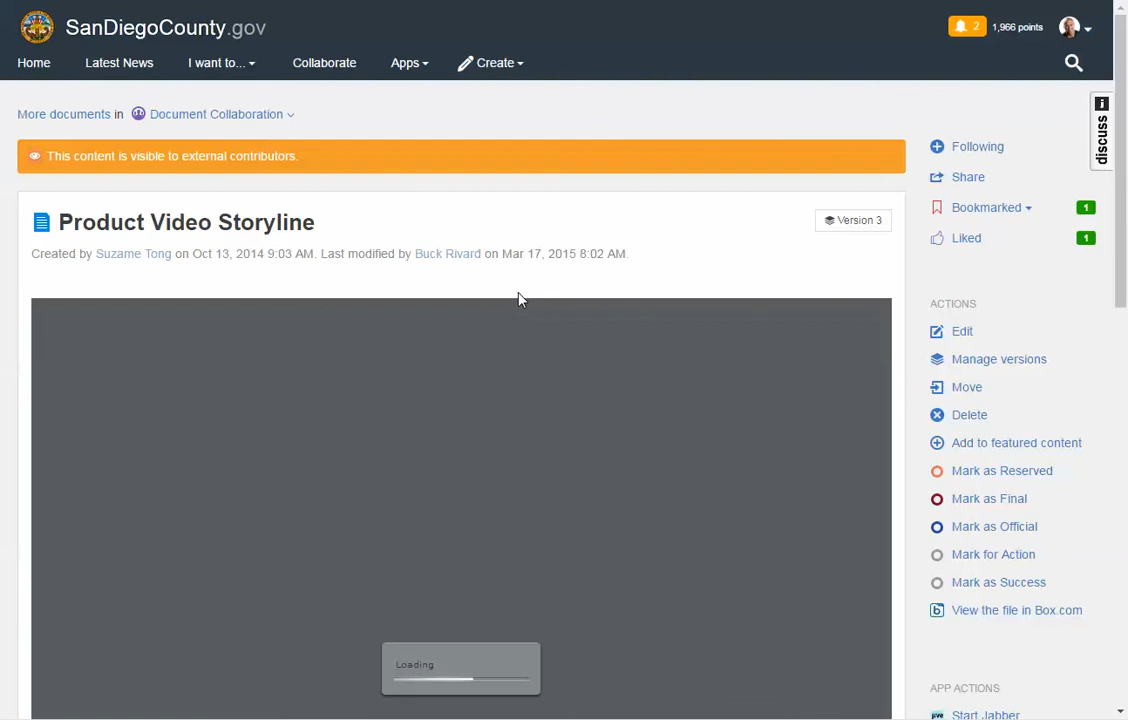 SanDiegoCounty.gov
2
1,966 points
Home
Latest News
I want to...
Collaborate
Apps
Create
More documents in Document Collaboration
i
discuss
This content is visible to external contributors.
Product Video Storyline
Version 3
Created by Suzame Tong on Oct 13, 2014 9:03 AM. Last modified by Buck Rivard on Mar 17, 2015 8:02 AM.
Loading
Following
Share
Bookmarked
1
Liked
1
ACTIONS
Edit
Manage versions
Move
Delete
Add to featured content
Mark as Reserved
Mark as Final
Mark as Official
Mark for Action
Mark as Success
b View the file in Box.com
APP ACTIONS
jive Start Jabber